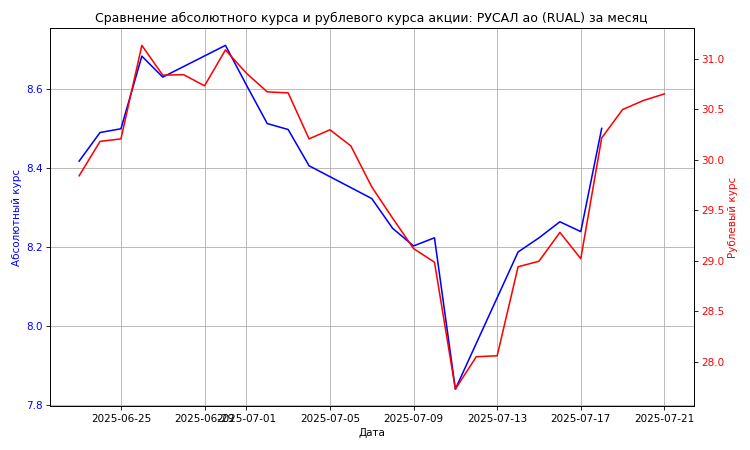 Сравнение абсолютного курса и рублевого курса акции: РУСАЛ ао (RUAL) за месяц
Абсолютный курс
8.6
8.4
8.2
8.0
7.8
31.0
30.5
30.0
29.5
29.0
28.5
28.0
Рублевый курс
2025-06-25 2025-06-29 2025-07-01 2025-07-05 2025-07-09 2025-07-13 2025-07-17 2025-07-21
Дата